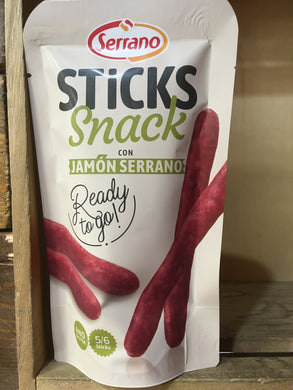 Serrano
STiCKS
Snack
CON
JAMÓN SERRANO
Ready
to go!
5/6
Sticks